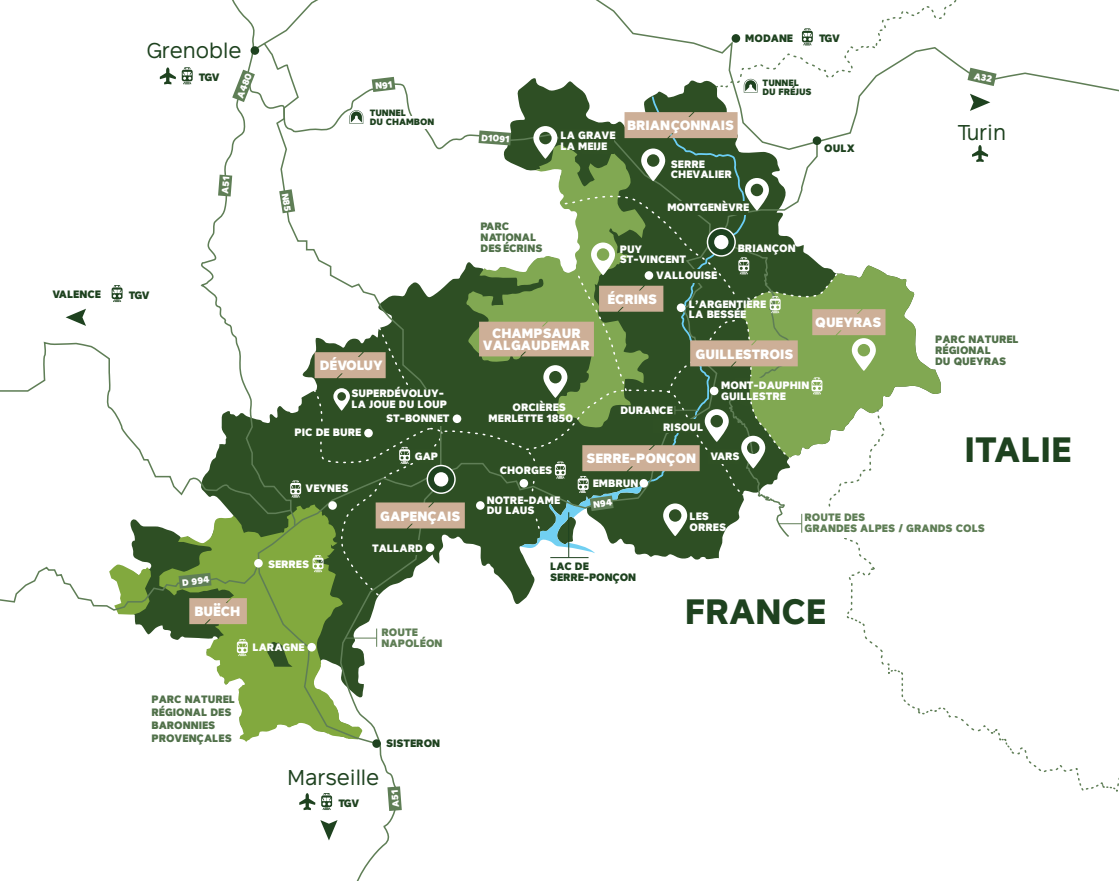 Grenoble
TGV
A480
N91
TUNNEL
DU CHAMBON
D1091
MODANE
TGV
TUNNEL
DU FRÉJUS
A32
Turin
OULX
A51
N85
LA GRAVE
LA MEIJE
BRIANÇONNAIS
SERRE
CHEVALIER
MONTGENÈVRE
BRIANÇON
PARC
NATIONAL
DES ÉCRINS
PUY
ST-VINCENT
VALLOUISE
ÉCRINS
L'ARGENTIÈRE
LA BESSÉE
VALENCE
TGV
CHAMPSAUR
VALGAUDEMAR
QUEYRAS
PARC NATUREL
RÉGIONAL
DU QUEYRAS
GUILLESTROIS
DÉVOLUY
SUPERDÉVOLUY-
LA JOUE DU LOUP
ST-BONNET
PIC DE BURE
ORCIÈRES
MERLETTE 1850
MONT-DAUPHIN
GUILLESTRE
DURANCE
RISOUL
VARS
ITALIE
GAP
CHORGES
SERRE-PONÇON
EMBRUN
N94
VEYNES
GAPENÇAIS
NOTRE-DAME
DU LAUS
LES
ORRES
ROUTE DES
GRANDES ALPES / GRANDS COLS
TALLARD
LAC DE
SERRE-PONÇON
SERRES
D 994
BUËCH
FRANCE
ROUTE
NAPOLÉON
LARAGNE
PARC NATUREL
RÉGIONAL DES
BARONNIES
PROVENÇALES
SISTERON
Marseille
TGV
A51